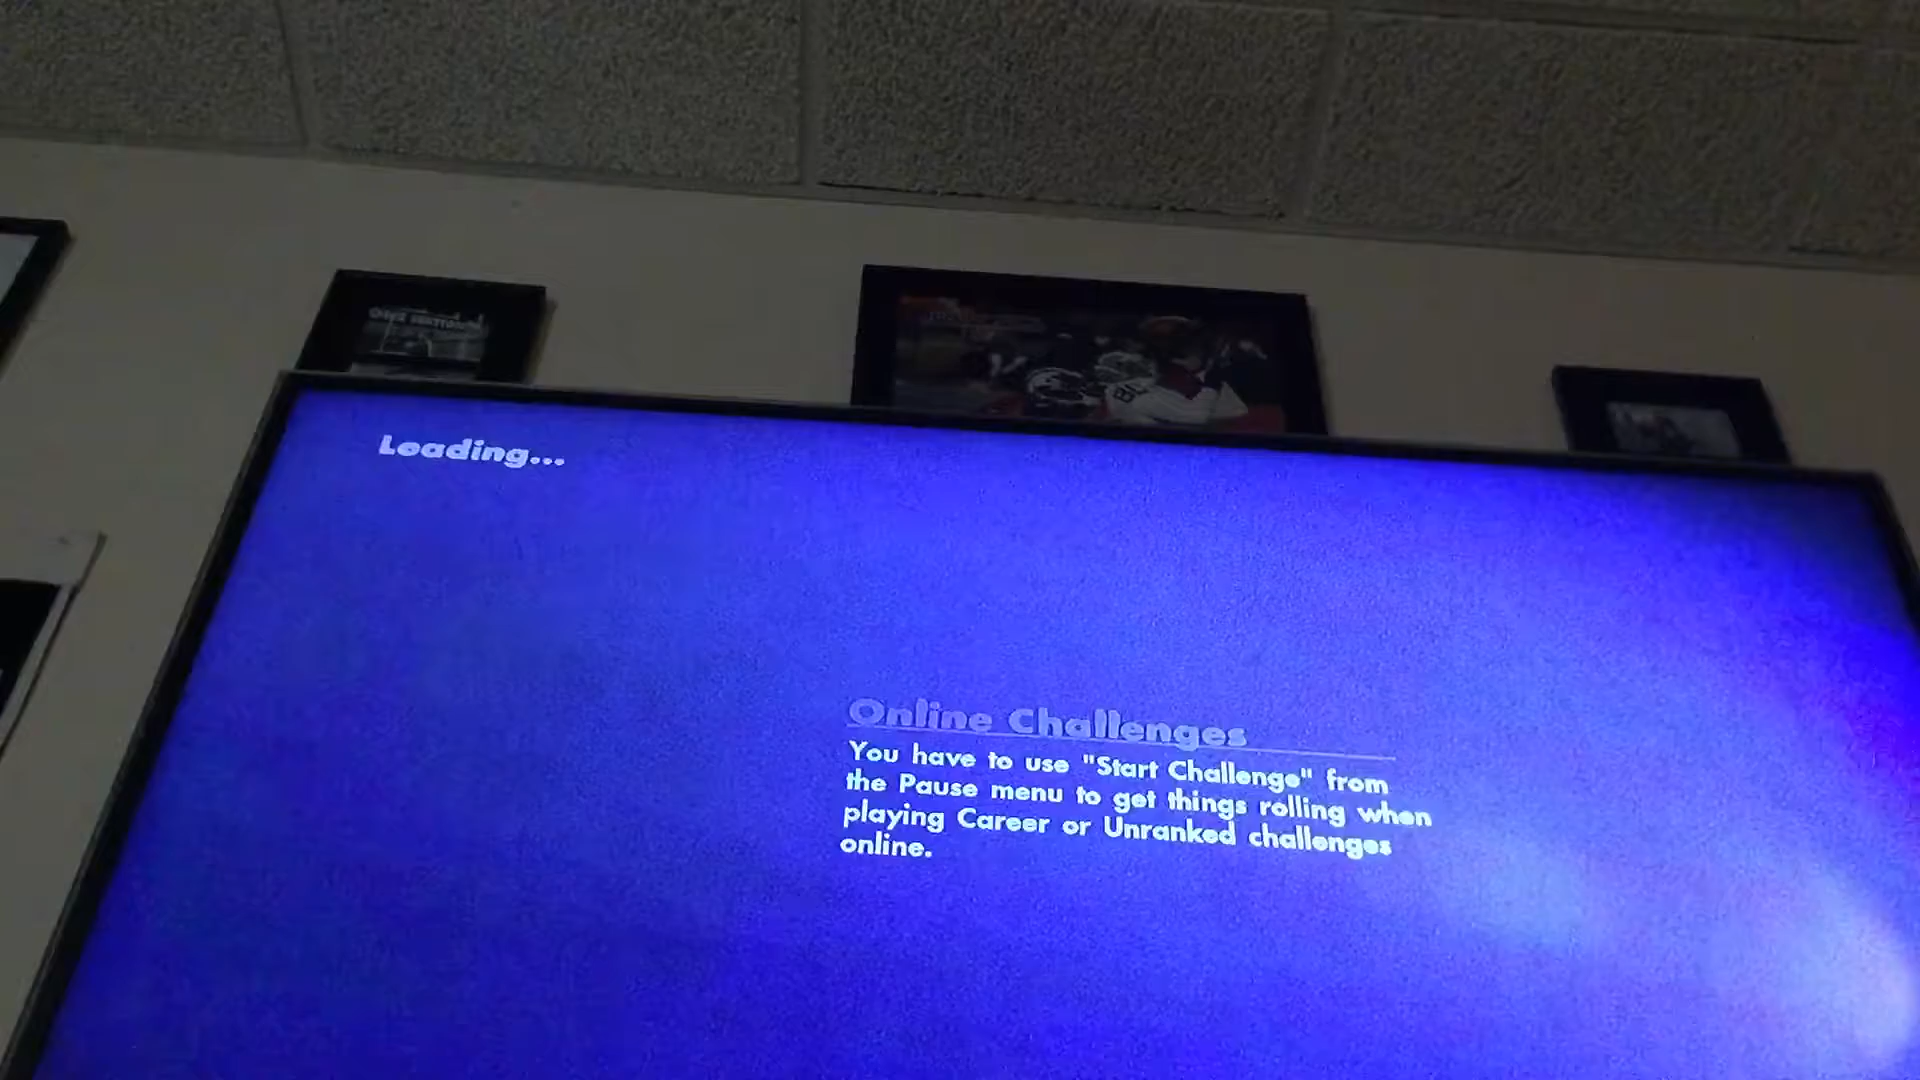 Loading...
Online Challenges
You have to use "Start Challenge" from
the Pause menu to get things rolling when
playing Career or Unranked challenges
online.